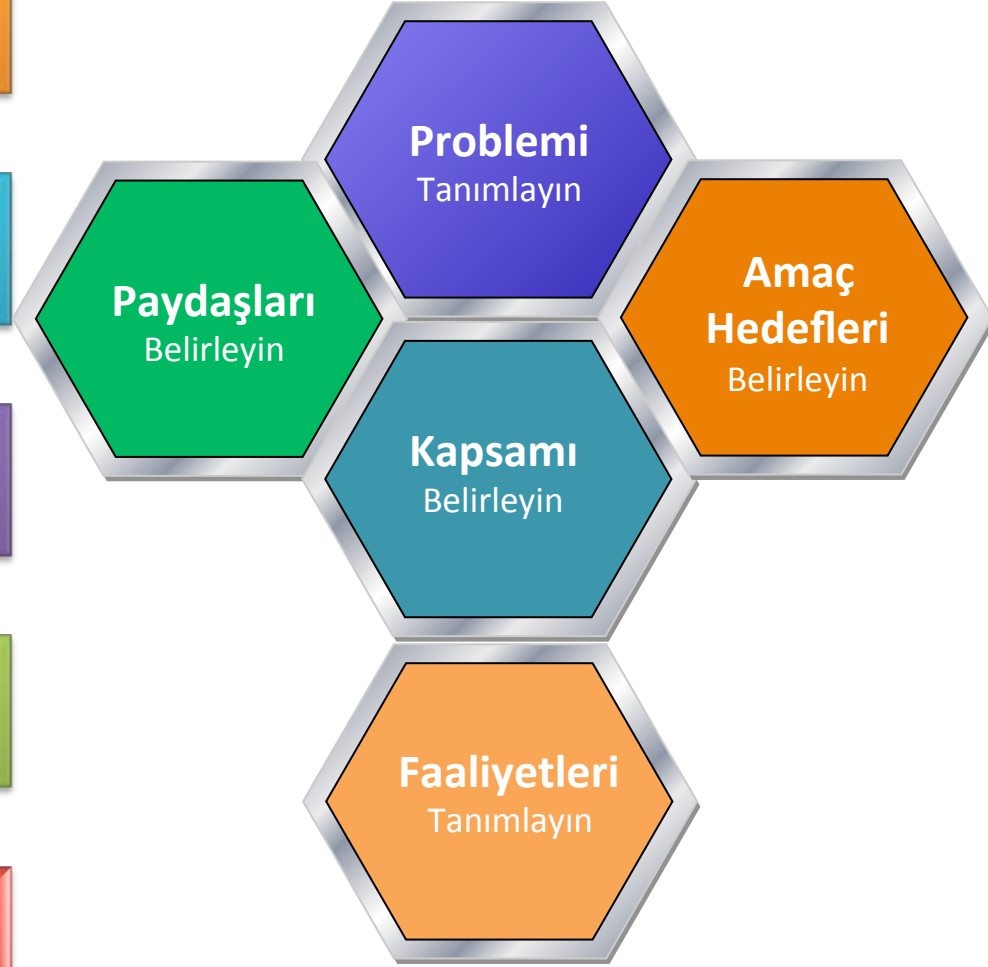 Problemi
Tanımlayın
Paydaşları
Belirleyin
Amaç
Hedefleri
Belirleyin
Kapsamı
Belirleyin
Faaliyetleri
Tanımlayın